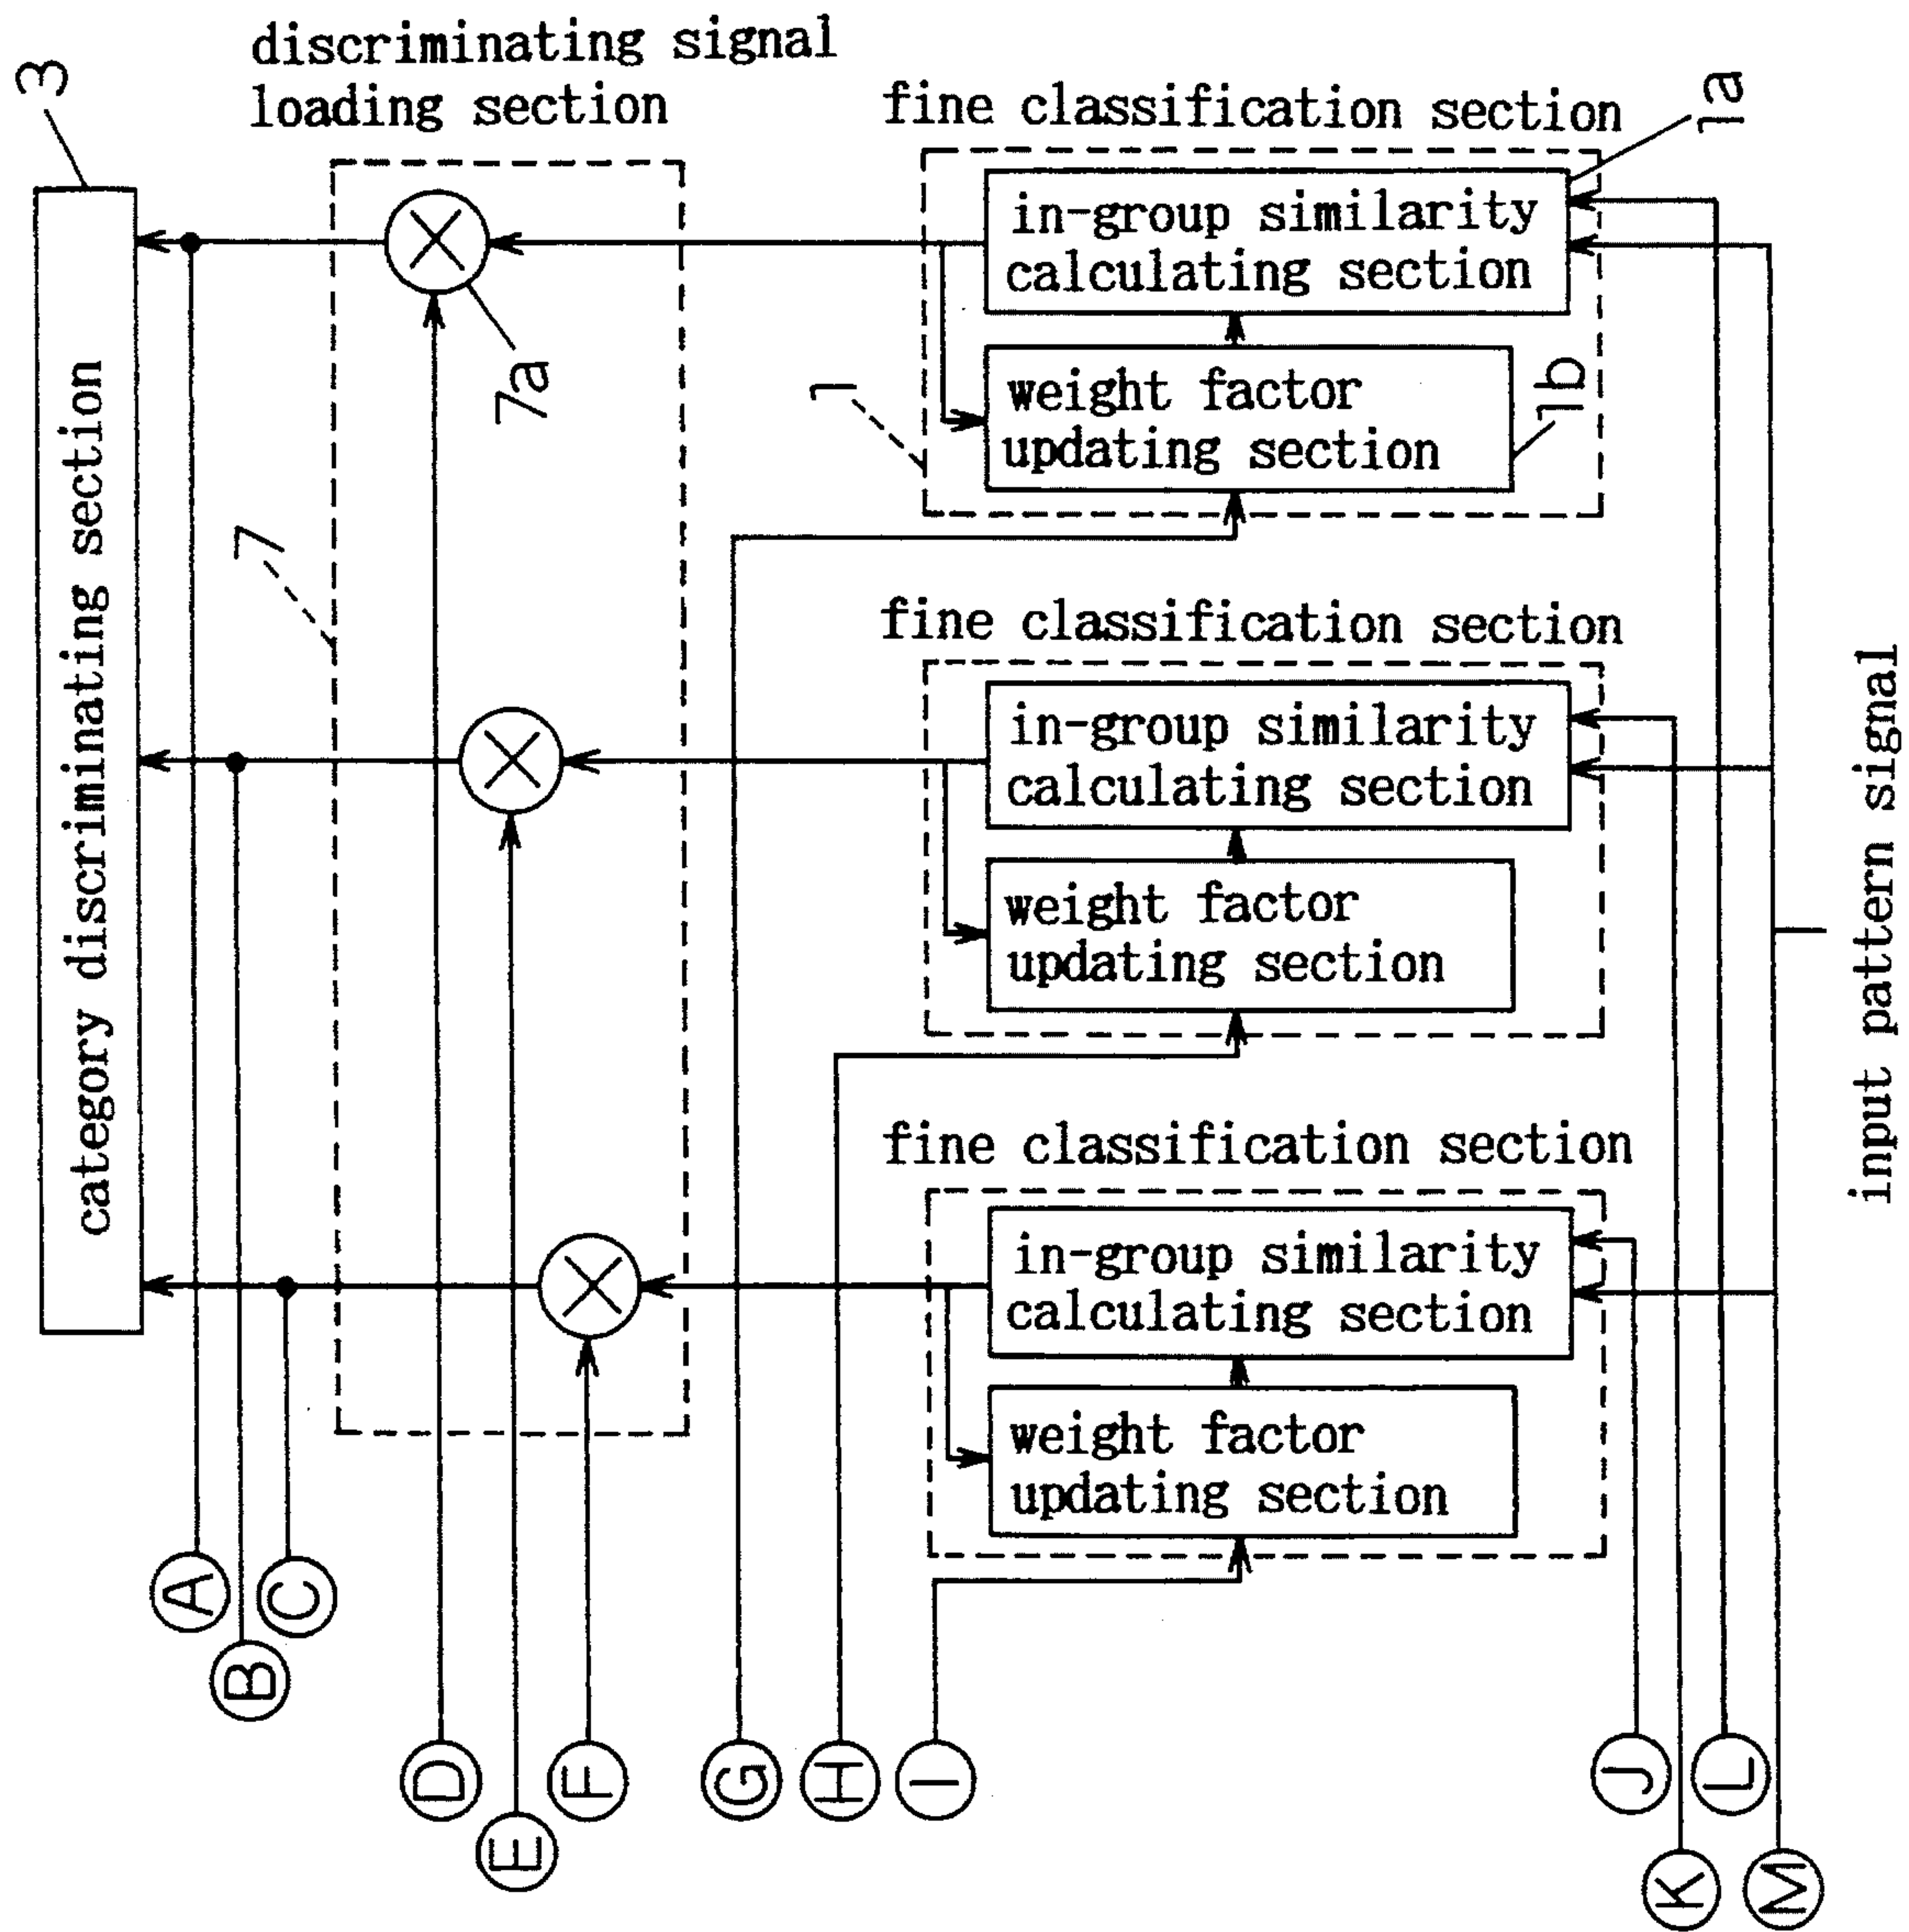 3
discriminating signal
loading section
category discriminating section
7
7a
fine classification section
1a
in-group similarity
calculating section
1
weight factor
updating section
1b
fine classification section
in-group similarity
calculating section
weight factor
updating section
fine classification section
in-group similarity
calculating section
weight factor
updating section
input pattern signal
A
B
C
D
E
F
G
H
I
J
K
L
M